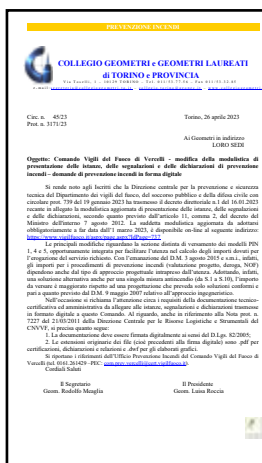 PREVENZIONE INCENDI
COLLEGIO GEOMETRI e GEOMETRI LAUREATI
di TORINO e PROVINCIA
Circ. n. 45/23
Prot. n. 3171/23
Torino, 26 aprile 2023
Ai Geometri in indirizzo
LORO SEDI
Oggetto: Comando Vigili del Fuoco di Vercelli - modifica della modulistica di
presentazione delle istanze, delle segnalazioni e delle dichiarazioni di prevenzione
incendi – domande di prevenzione incendi in forma digitale
Si rende noto agli Iscritti che la Direzione centrale per la prevenzione e sicurezza
tecnica del Dipartimento dei vigili del fuoco, del soccorso pubblico e della difesa civile con
circolare prot. 739 del 19 gennaio 2023 ha trasmesso il decreto direttoriale n.1 del 16.01.2023
recante in allegato la modulistica aggiornata di presentazione delle istanze, delle segnalazioni
e delle dichiarazioni, secondo quanto previsto dall'articolo 11, comma 2, del decreto del
Ministro dell'interno 7 agosto 2012. La suddetta modulistica aggiornata da adottarsi
obbligatoriamente a far data dall'1 marzo 2023, è disponibile on-line al seguente indirizzo:
Le principali modifiche riguardano la sezione distinta di versamento dei modelli PIN
1, 4 e 5, opportunamente integrata per facilitare l'utenza nel calcolo degli importi dovuti per
l'erogazione del servizio richiesto. Con l'emanazione del D.M. 3 agosto 2015 e s.m.i., infatti,
gli importi per i procedimenti di prevenzione incendi (valutazione progetto, deroga, NOF)
dipendono anche dal tipo di approccio progettuale intrapreso dall'utenza. Adottando, infatti,
una soluzione alternativa anche per una singola misura antincendio (da S.1 a S.10), l'importo
da versare è maggiorato rispetto ad una progettazione che preveda solo soluzioni conformi e
pari a quanto previsto dal D.M. 9 maggio 2007 relativo all'approccio ingegneristico.
Nell'occasione si richiama l'attenzione circa i requisiti della documentazione tecnico-
certificativa ed amministrativa da allegare alle istanze, segnalazioni e dichiarazioni trasmesse
in formato digitale a questo Comando. Al riguardo, anche in riferimento alla Nota prot. n.
7227 del 21/03/2011 della Direzione Centrale per le Risorse Logistiche e Strumentali del
CNVVF, si precisa quanto segue:
1. La documentazione deve essere firmata digitalmente ai sensi del D.Lgs. 82/2005;
2. Le estensioni originarie dei file (cioè precedenti alla firma digitale) sono .pdf per
certificazioni, dichiarazioni e relazioni e .dwf per gli elaborati grafici.
Si riportano i riferimenti dell'Ufficio Prevenzione Incendi del Comando Vigili del Fuoco di
Vercelli (tel. 0161.261429 -PEC: com.prev.vercelli@cert.vigilfuoco.it).
Cordiali Saluti
Il Segretario
Geom. Rodolfo Meaglia
Il Presidente
Geom. Luisa Roccia